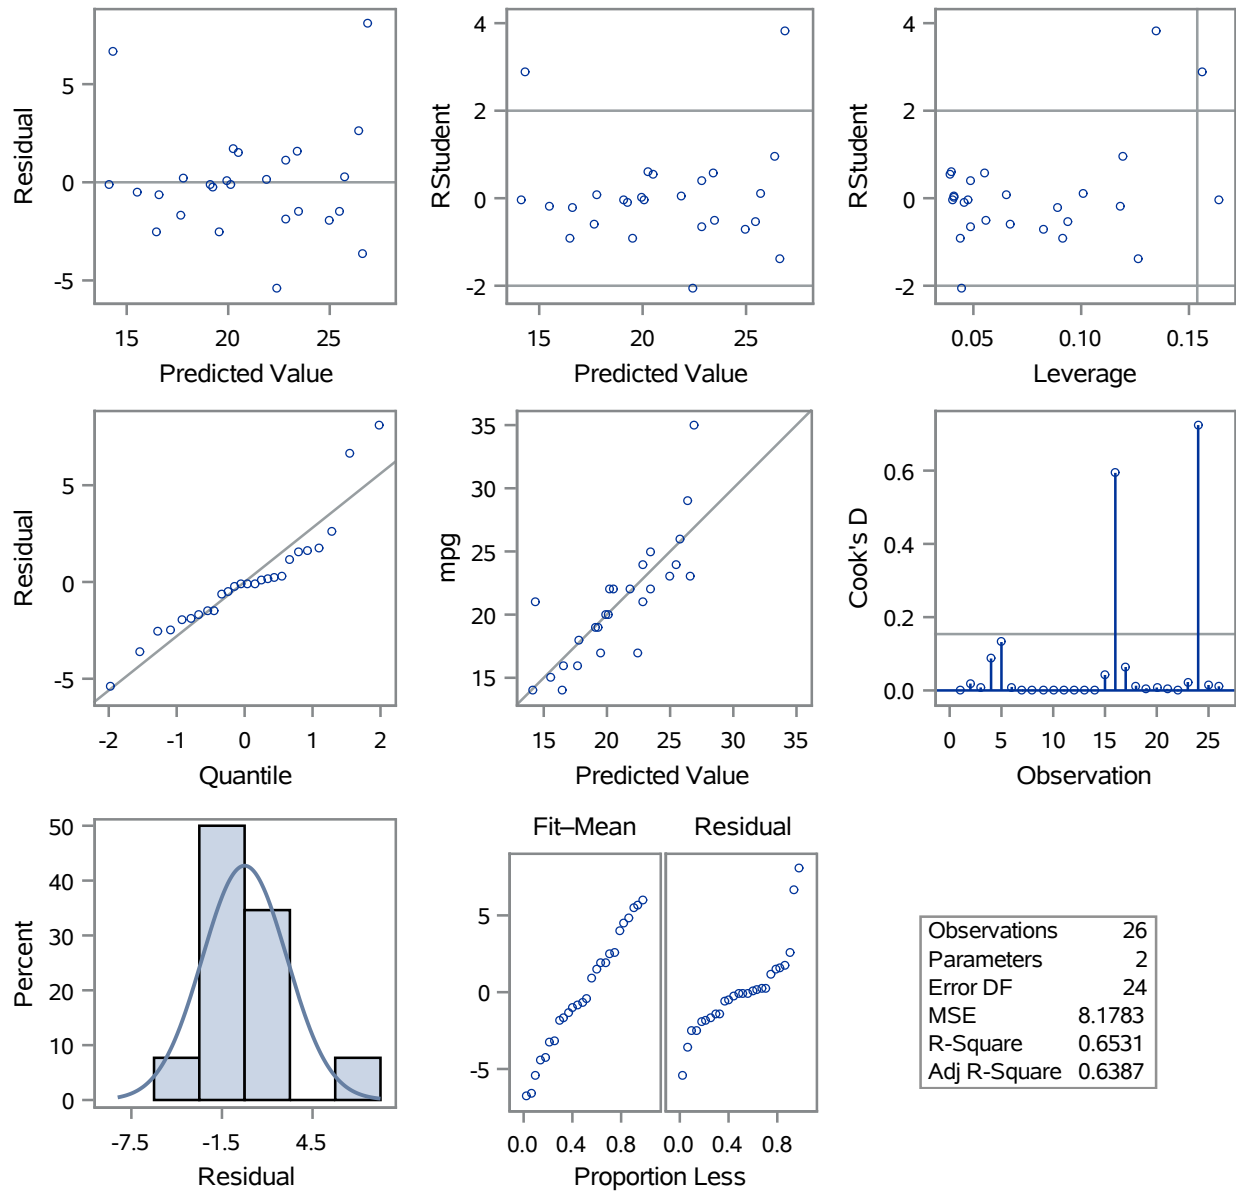 Residual
5
0
-5
15
20
25
Predicted Value
RStudent
4
2
0
-2
15
20
25
Predicted Value
RStudent
4
2
0
-2
0.05
0.10
0.15
Leverage
Residual
5
0
-5
-2
-1
0
1
2
Quantile
mpg
35
30
25
20
15
15
20
25
30
35
Predicted Value
Cook's D
0.6
0.4
0.2
0.0
0
5
10
15
20
25
Observation
Percent
50
40
30
20
10
0
-7.5
-1.5
4.5
Residual
Fit–Mean
Residual
5
0
-5
0.0
0.4
0.8
0.0
0.4
0.8
Proportion Less
Observations 26
Parameters 2
Error DF 24
MSE 8.1783
R-Square 0.6531
Adj R-Square 0.6387